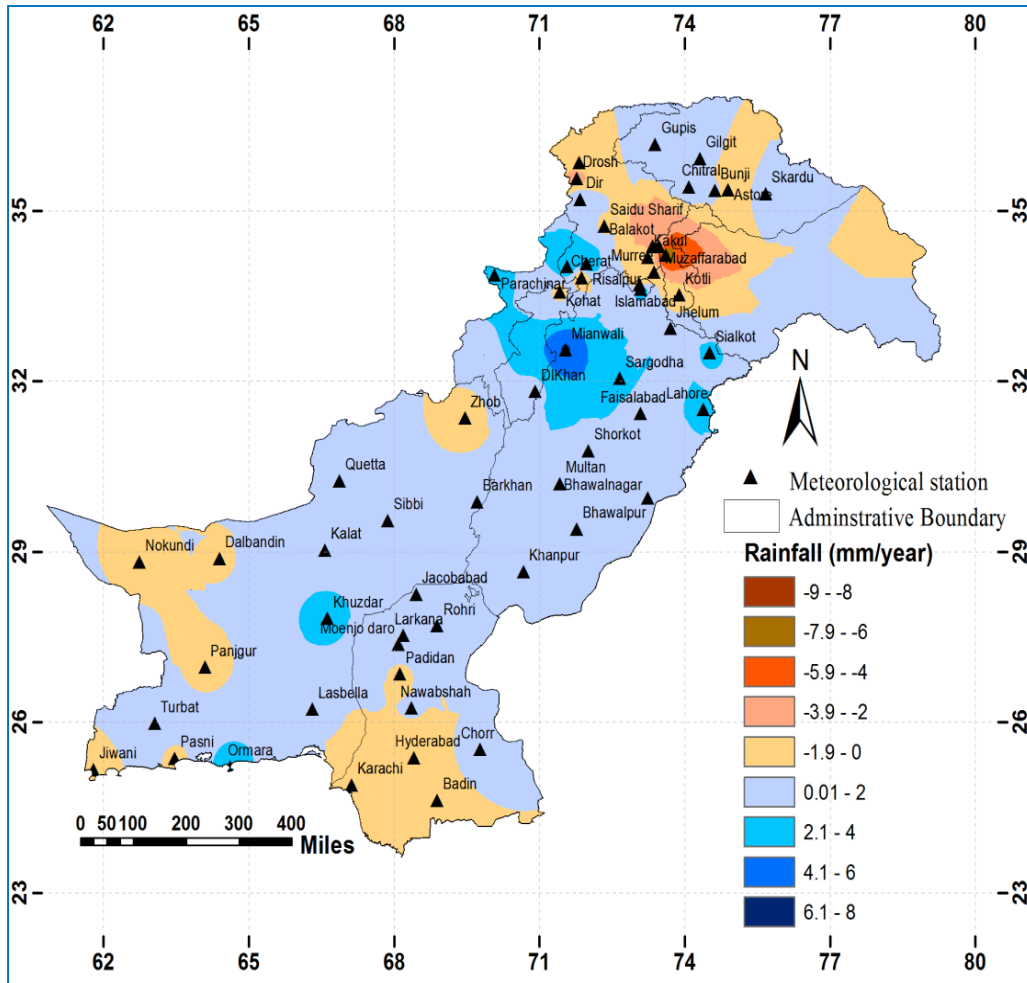 62 65 68 71 74 77 80
Gupis
Gilgit
Drosh
Chitral
Bunji
Skardu
Dir
Astore
35
35
Saidu Sharif
Balakot
Kakul
Cherat
Murree
Muzaffarabad
Parachinar
Risalpur
Kotli
Kohat
Islamabad
Jhelum
Mianwali
Sialkot
N
32
32
DIKhan
Sargodha
Zhob
Faisalabad
Lahore
Shorkot
Quetta
Multan
Meteorological station
Barkhan
Bhawalnagar
Sibbi
Bhawalpur
Adminstrative Boundary
Kalat
29
29
Nokundi
Dalbandin
Khanpur
Rainfall (mm/year)
Jacobabad
-9 - -8
Khuzdar
Larkana
Rohri
Moenjo daro
-7.9 - -6
Panjgur
Padidan
-5.9 - -4
Lasbella
Nawabshah
-3.9 - -2
Turbat
26
26
Chorr
Jiwani
Pasni
Ormara
Hyderabad
-1.9 - 0
Karachi
Badin
0.01 - 2
0 50 100 200 300 400
Miles
2.1 - 4
4.1 - 6
23
23
6.1 - 8
62 65 68 71 74 77 80